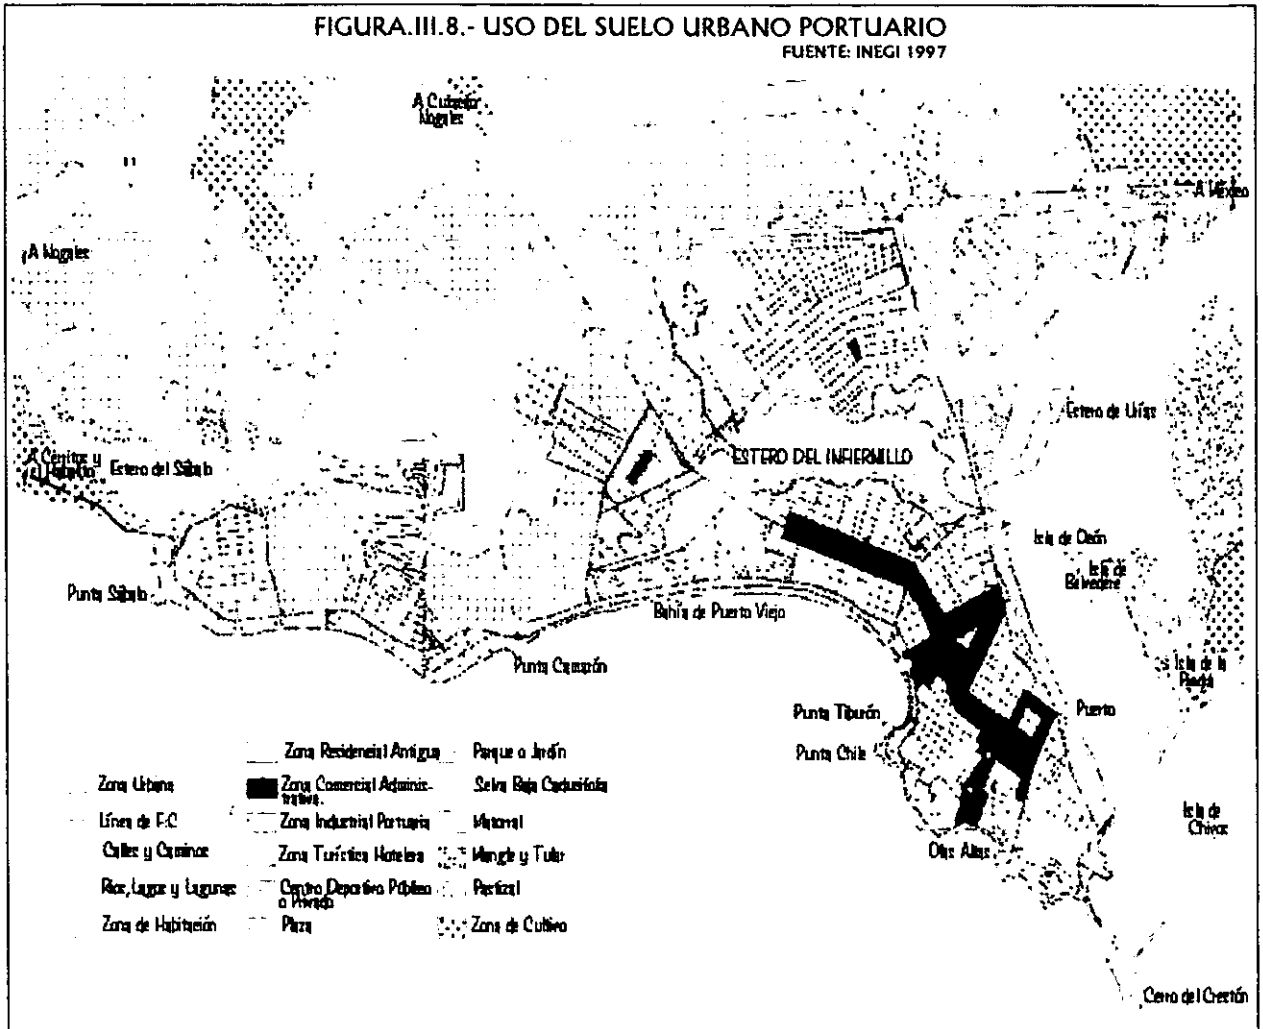 FIGURA.III.8.- USO DEL SUELO URBANO PORTUARIO
FUENTE: INEGI 1997
A Culiacán
Nogales
A México
A Nogales
Estero de Urías
A Cerritos y
Estero del Sábalo
ESTERO DEL INFIERNILLO
Isla de
Isla de
Belvedere
Punta Sábalo
Bahía de Puerto Viejo
Punta Camarón
Isla de la
Piedra
Punta Tiburón
Puerto
Punta Chile
Isla de
Chivos
Olas Altas
Cerro del Crestón
Zona Residencial Antigua
Parque o Jardín
Zona Urbana
Zona Comercial Adminis-
trativa.
Selva Baja Caducifolia
Línea de F.C
Zona Industrial Portuaria
Matorral
Calles y Caminos
Zona Turística Hotelera
Mangle y Tular
Ríos, Lagos y Lagunas
Centro Deportivo Público
o Privado
Pastizal
Zona de Habitación
Plaza
Zona de Cultivo